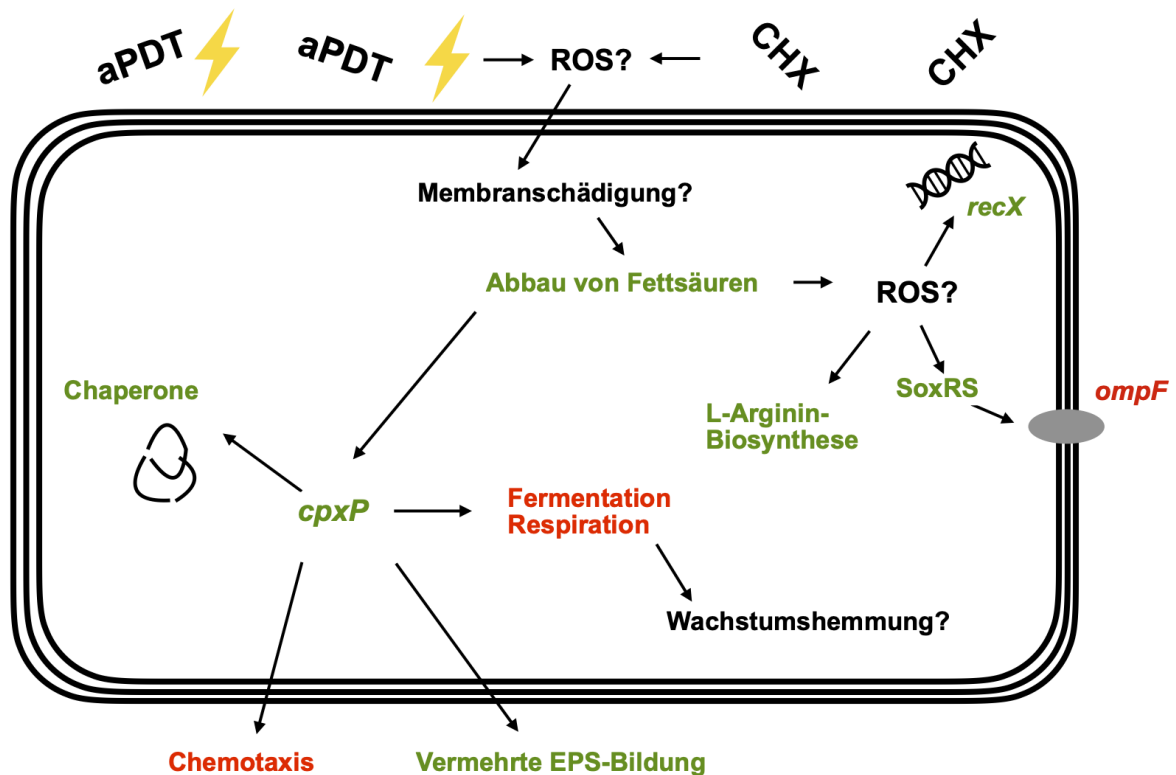 aPDT
aPDT
ROS?
CHX
CHX
Membranschädigung?
recX
Abbau von Fettsäuren
ROS?
Chaperone
SoxRS
ompF
L-Arginin-
Biosynthese
cpxP
Fermentation
Respiration
Wachstumshemmung?
Chemotaxis
Vermehrte EPS-Bildung